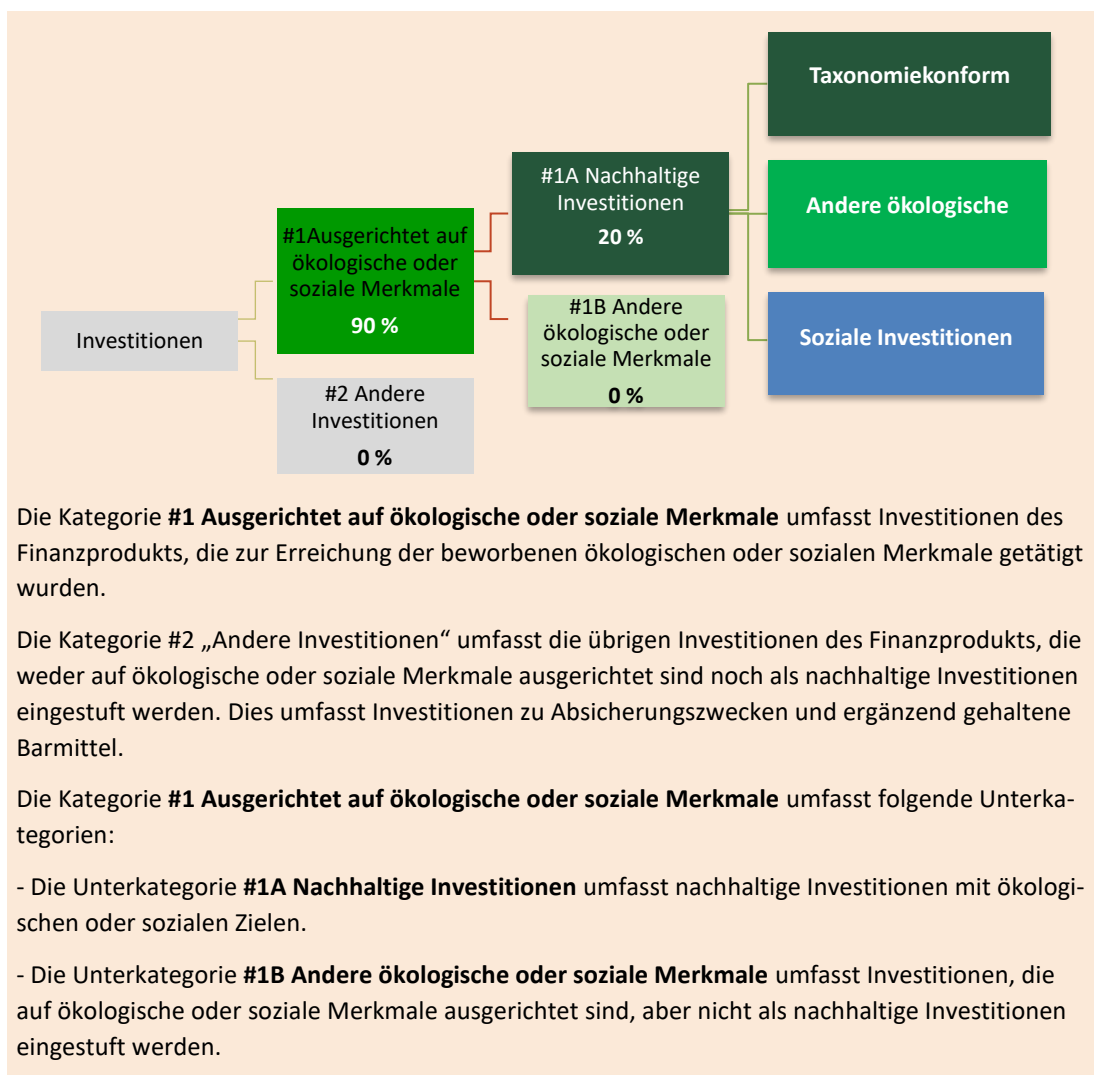 Taxonomiekonform
#1A Nachhaltige
Investitionen
20 %
Andere ökologische
#1Ausgerichtet auf
ökologische oder
soziale Merkmale
90 %
#1B Andere
ökologische oder
soziale Merkmale
0 %
Soziale Investitionen
Investitionen
#2 Andere
Investitionen
0 %
Die Kategorie #1 Ausgerichtet auf ökologische oder soziale Merkmale umfasst Investitionen des
Finanzprodukts, die zur Erreichung der beworbenen ökologischen oder sozialen Merkmale getätigt
wurden.
Die Kategorie #2 „Andere Investitionen“ umfasst die übrigen Investitionen des Finanzprodukts, die
weder auf ökologische oder soziale Merkmale ausgerichtet sind noch als nachhaltige Investitionen
eingestuft werden. Dies umfasst Investitionen zu Absicherungszwecken und ergänzend gehaltene
Barmittel.
Die Kategorie #1 Ausgerichtet auf ökologische oder soziale Merkmale umfasst folgende Unterka-
tegorien:
- Die Unterkategorie #1A Nachhaltige Investitionen umfasst nachhaltige Investitionen mit ökologi-
schen oder sozialen Zielen.
- Die Unterkategorie #1B Andere ökologische oder soziale Merkmale umfasst Investitionen, die
auf ökologische oder soziale Merkmale ausgerichtet sind, aber nicht als nachhaltige Investitionen
eingestuft werden.